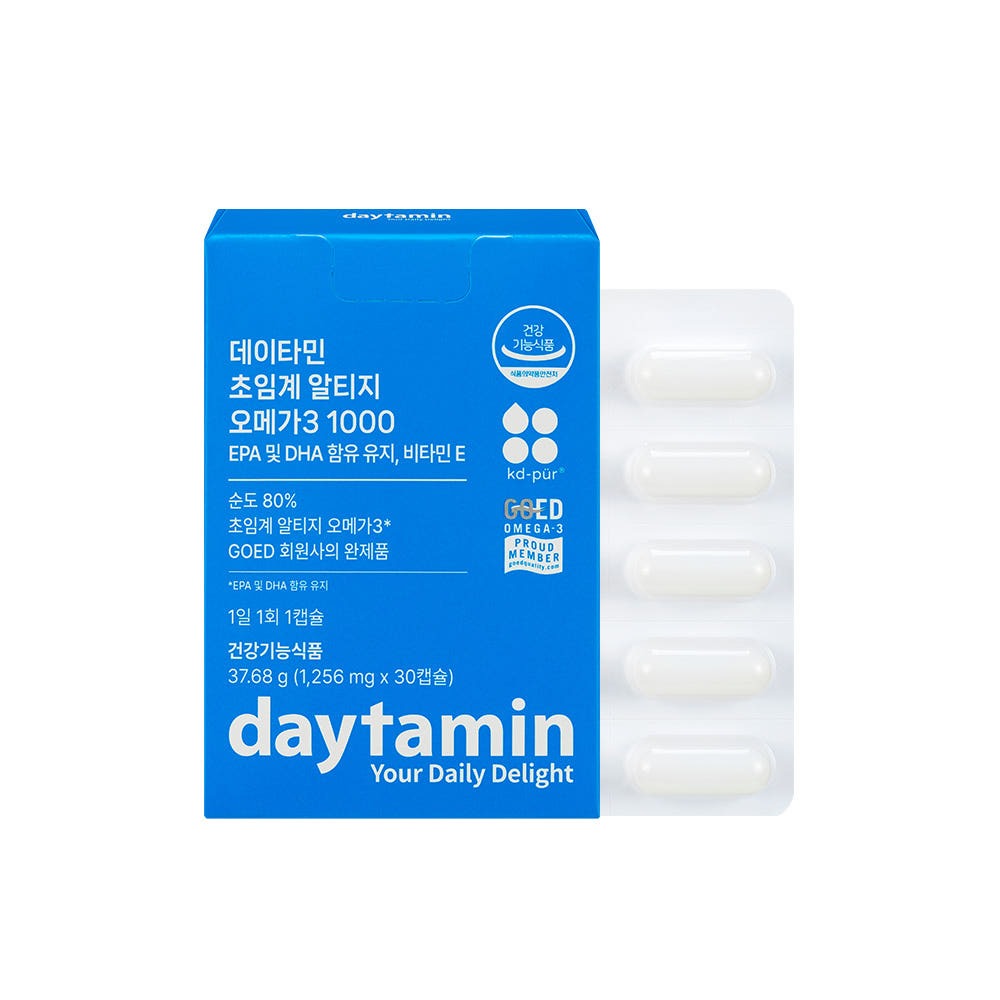 daytamin
Your Daily Delight
데이타민
초임계 알티지
오메가3 1000
EPA 및 DHA 함유 유지, 비타민 E
순도 80%
초임계 알티지 오메가3*
GOED 회원사의 완제품
*EPA 및 DHA 함유 유지
1일 1회 1캡슐
건강기능식품
37.68 g (1,256 mg x 30캡슐)
건강
기능식품
식품의약품안전처
kd-pür®
GOED
OMEGA-3
PROUD
MEMBER
goedquality.com
daytamin
Your Daily Delight